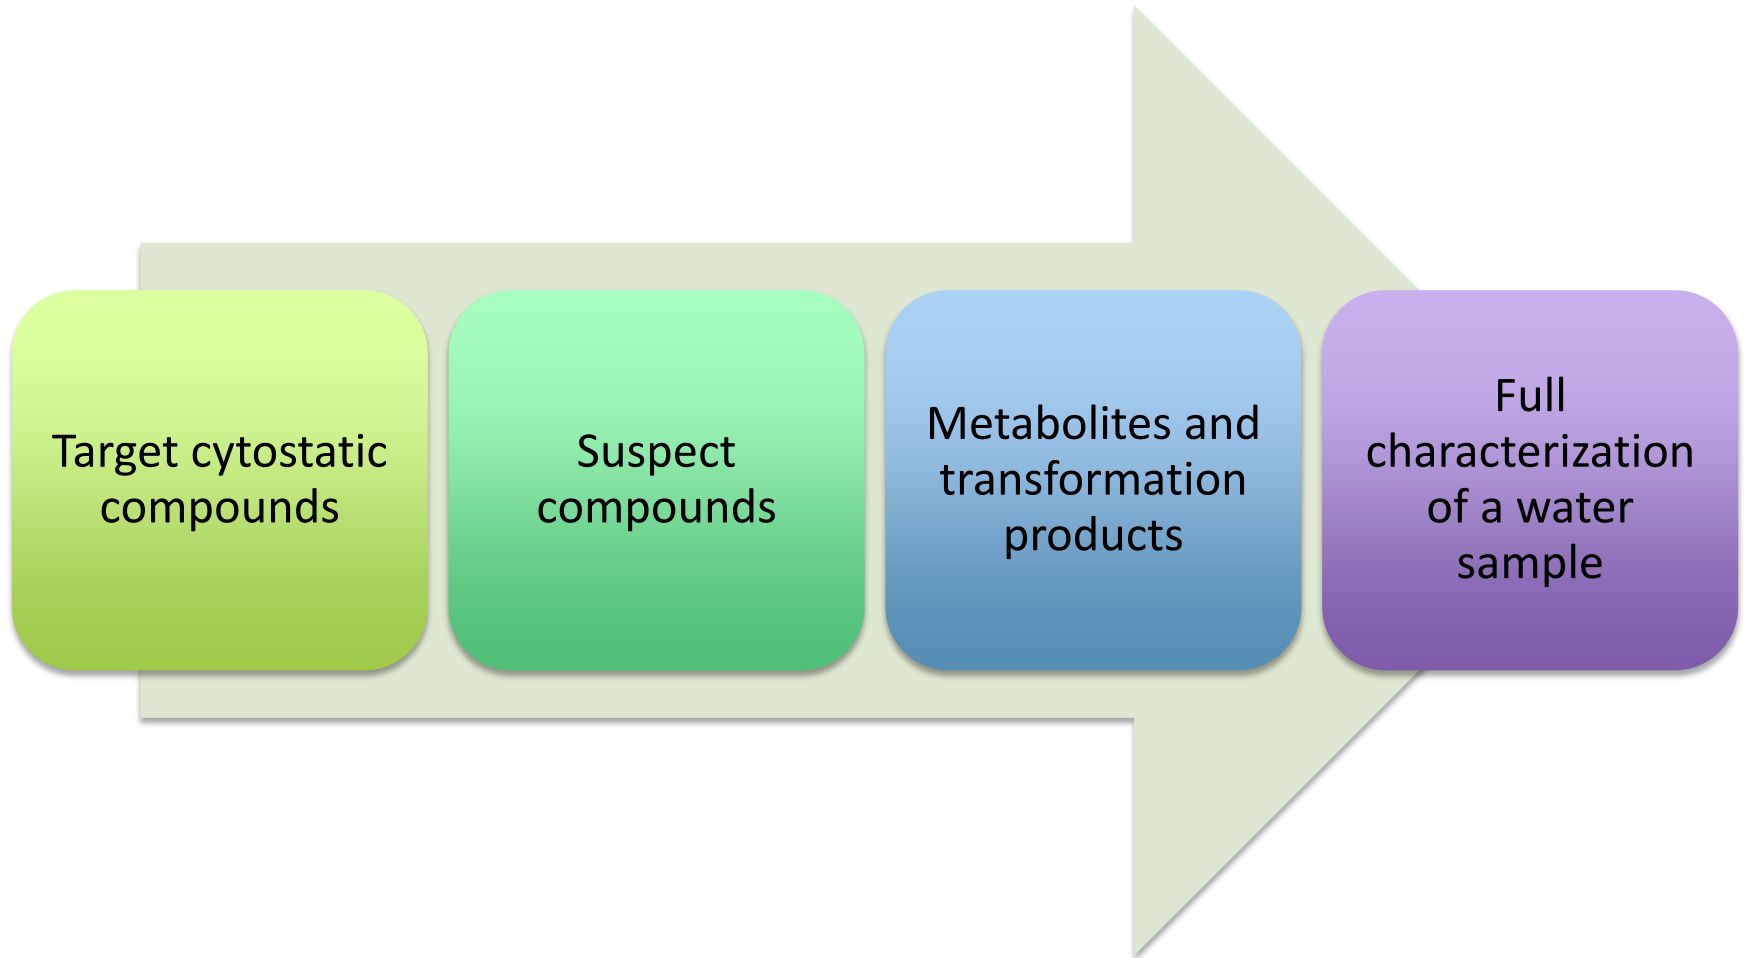 Target cytostatic
compounds
Suspect
compounds
Metabolites and
transformation
products
Full
characterization
of a water
sample